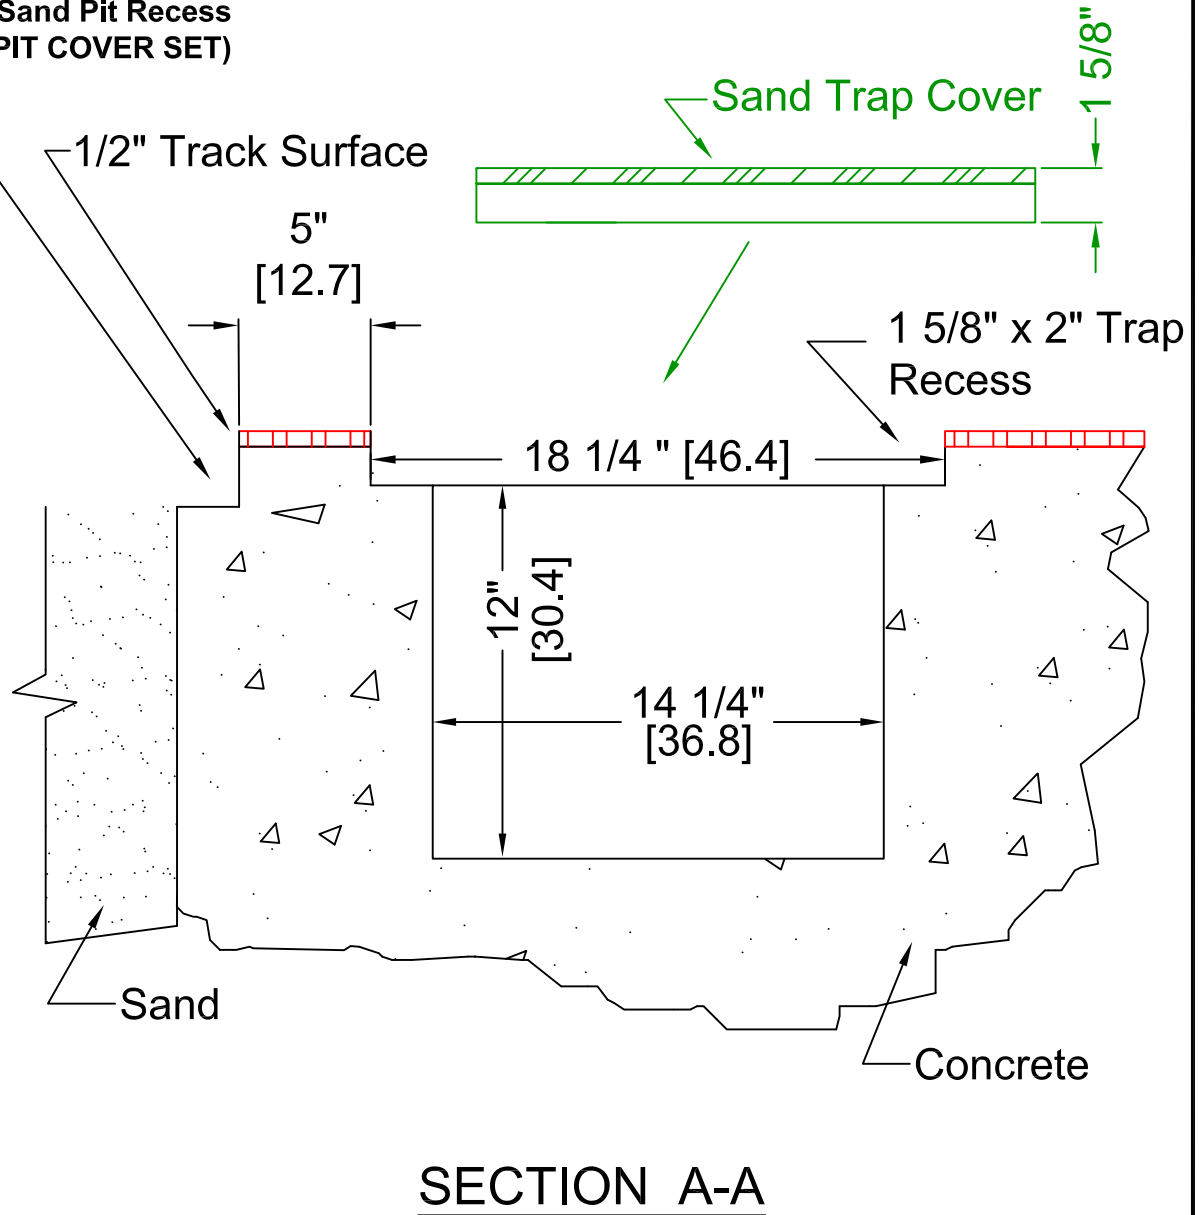 Sand Pit Recess
PIT COVER SET)
1 5/8"
Sand Trap Cover
1/2" Track Surface
5"
[12.7]
1 5/8" x 2" Trap
Recess
18 1/4 " [46.4]
12"
[30.4]
14 1/4"
[36.8]
Sand
Concrete
SECTION A-A